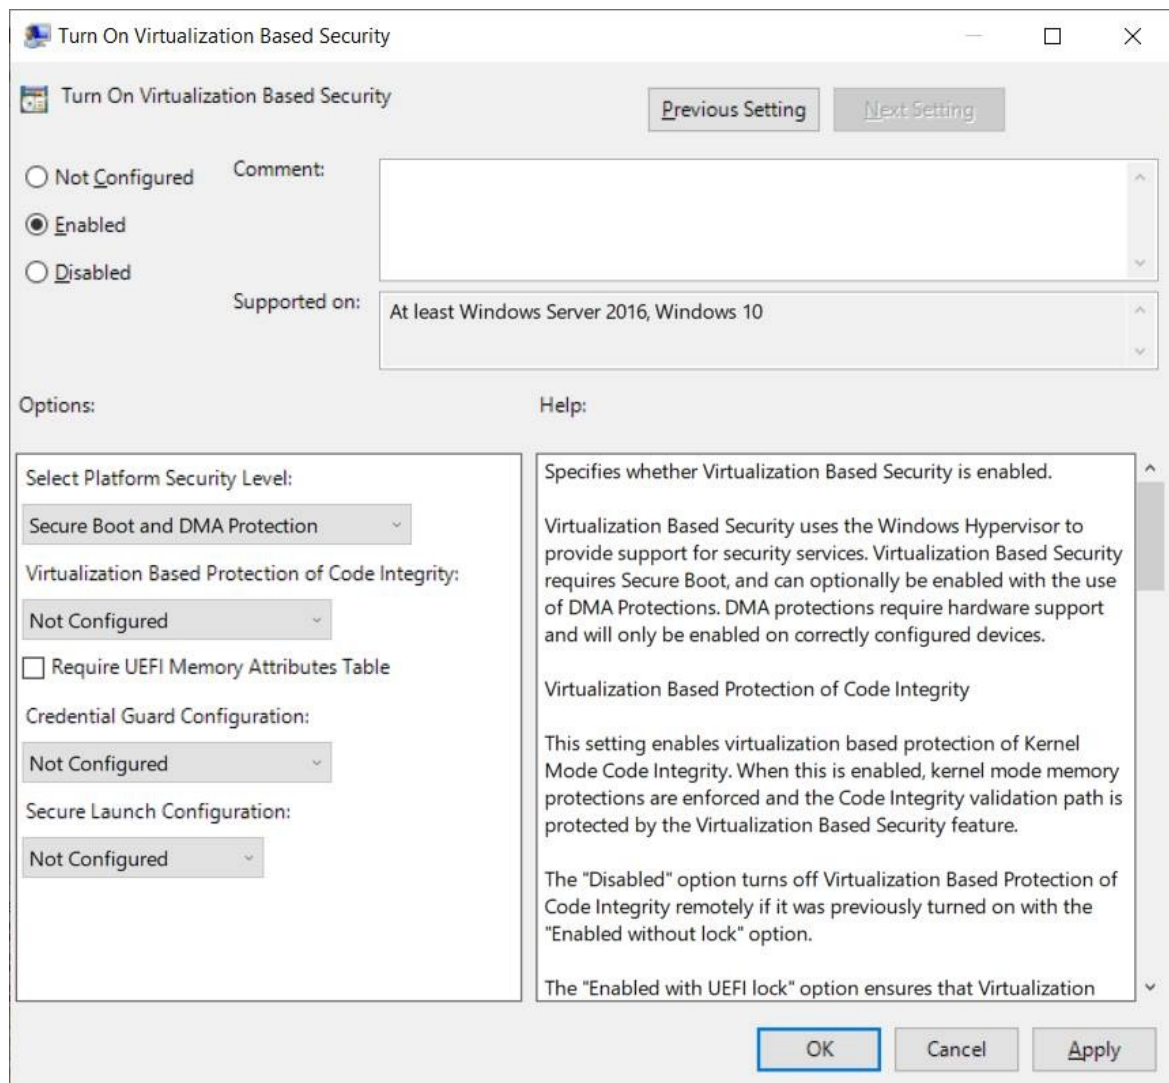 Turn On Virtualization Based Security
Turn On Virtualization Based Security
Previous Setting
Next Setting
Not Configured
Enabled
Disabled
Comment:
Supported on:
At least Windows Server 2016, Windows 10
Options:
Help:
Select Platform Security Level:
Secure Boot and DMA Protection
Virtualization Based Protection of Code Integrity:
Not Configured
Require UEFI Memory Attributes Table
Credential Guard Configuration:
Not Configured
Secure Launch Configuration:
Not Configured
Specifies whether Virtualization Based Security is enabled.
Virtualization Based Security uses the Windows Hypervisor to
provide support for security services. Virtualization Based Security
requires Secure Boot, and can optionally be enabled with the use
of DMA Protections. DMA protections require hardware support
and will only be enabled on correctly configured devices.
Virtualization Based Protection of Code Integrity
This setting enables virtualization based protection of Kernel
Mode Code Integrity. When this is enabled, kernel mode memory
protections are enforced and the Code Integrity validation path is
protected by the Virtualization Based Security feature.
The "Disabled" option turns off Virtualization Based Protection of
Code Integrity remotely if it was previously turned on with the
"Enabled without lock" option.
The "Enabled with UEFI lock" option ensures that Virtualization
OK
Cancel
Apply